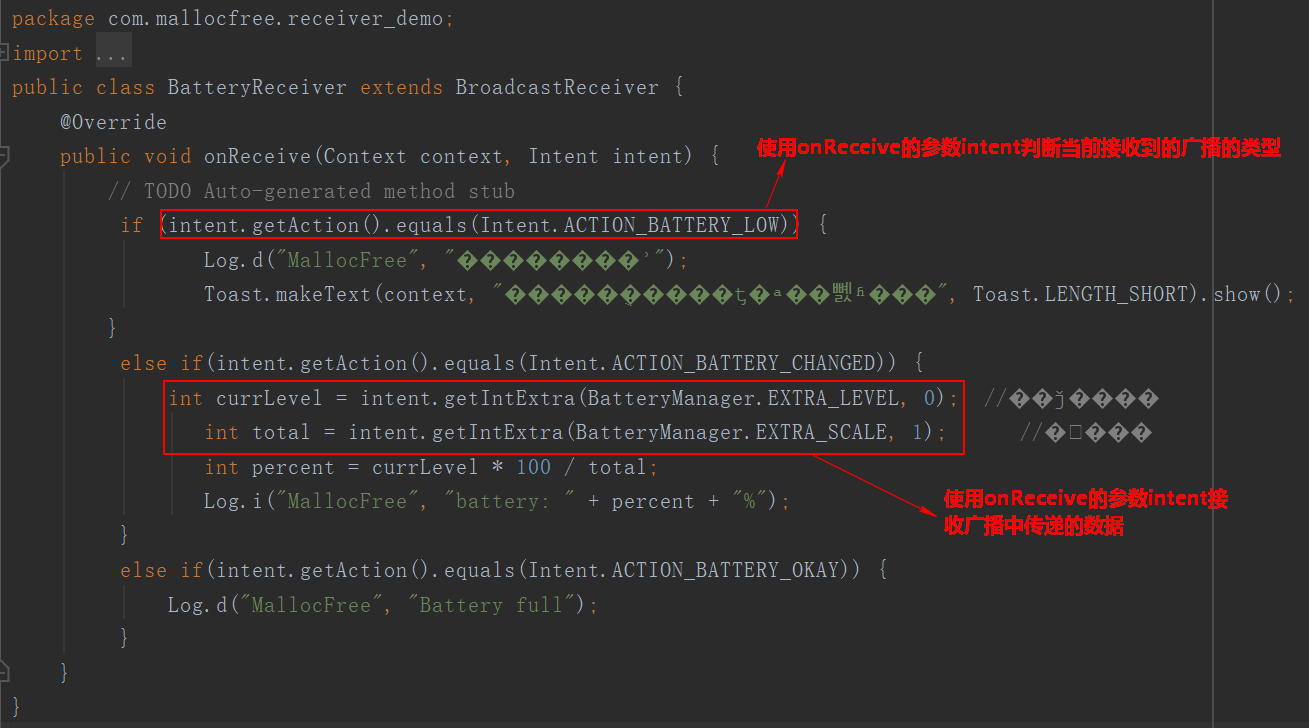 package com.mallocfree.receiver_demo;
import ...
public class BatteryReceiver extends BroadcastReceiver {
@Override
public void onReceive(Context context, Intent intent) {
使用onReceive的参数intent判断当前接收到的广播的类型
// TODO Auto-generated method stub
if (intent.getAction().equals(Intent.ACTION_BATTERY_LOW)) {
Log.d("MallocFree", "���������˒");
Toast.makeText(context, "", Toast.LENGTH_SHORT).show();
}
else if(intent.getAction().equals(Intent.ACTION_BATTERY_CHANGED)) {
int currLevel = intent.getIntExtra(BatteryManager.EXTRA_LEVEL, 0); //
int total = intent.getIntExtra(BatteryManager.EXTRA_SCALE, 1); //
int percent = currLevel * 100 / total;
Log.i("MallocFree", "battery: " + percent + "%");
使用onReceive的参数intent接
收广播中传递的数据
}
else if(intent.getAction().equals(Intent.ACTION_BATTERY_OKAY)) {
Log.d("MallocFree", "Battery full");
}
}
}